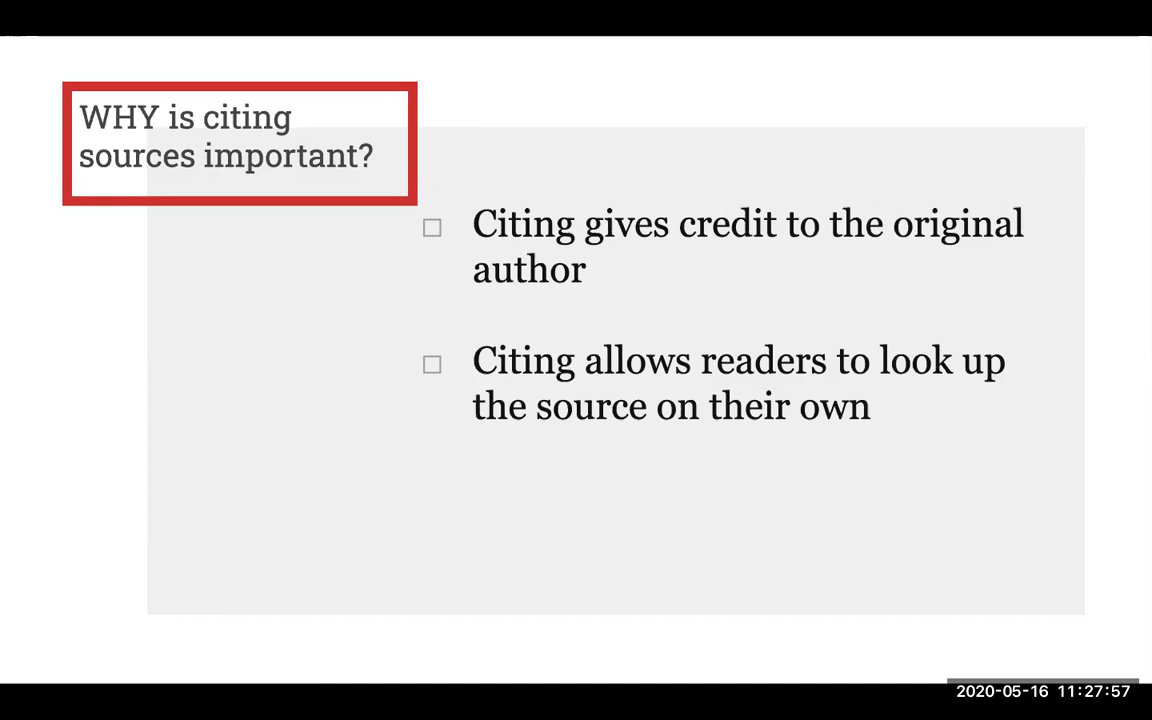 WHY is citing
sources important?
□ Citing gives credit to the original
author
□ Citing allows readers to look up
the source on their own
2020-05-16 11:27:57